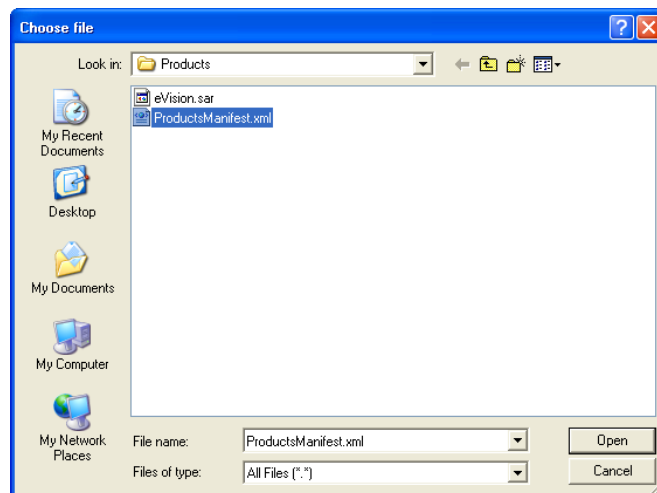 Choose file
Look in:
Products
eVision.sar
ProductsManifest.xml
My Recent
Documents
Desktop
My Documents
My Computer
My Network
Places
File name:
ProductsManifest.xml
Open
Files of type:
All Files (*.*)
Cancel